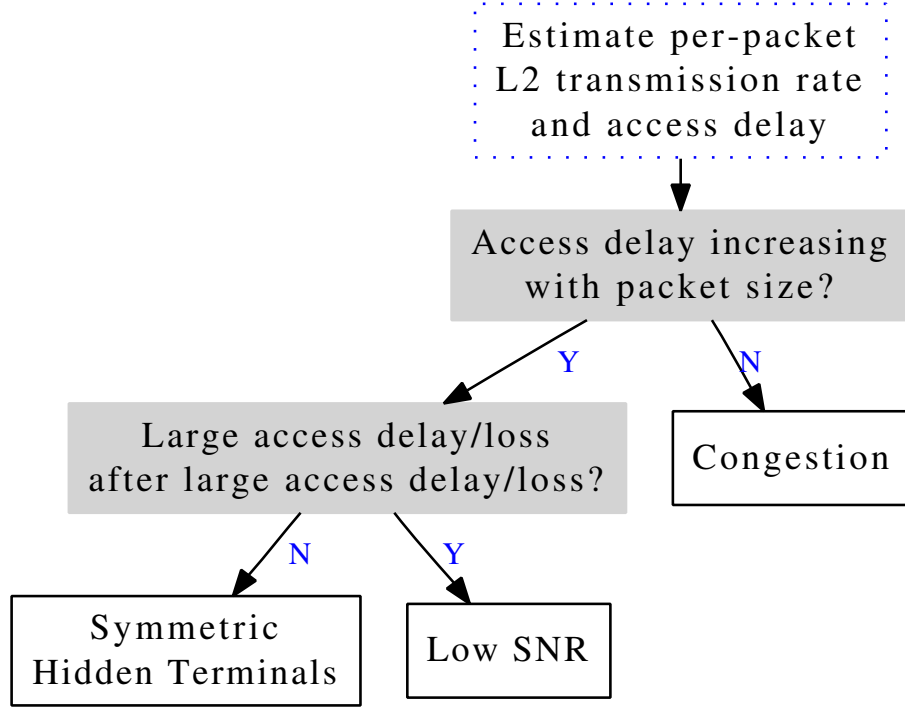 Estimate per-packet
L2 transmission rate
and access delay
Access delay increasing
with packet size?
Y
N
Large access delay/loss
after large access delay/loss?
Congestion
N
Y
Symmetric
Hidden Terminals
Low SNR